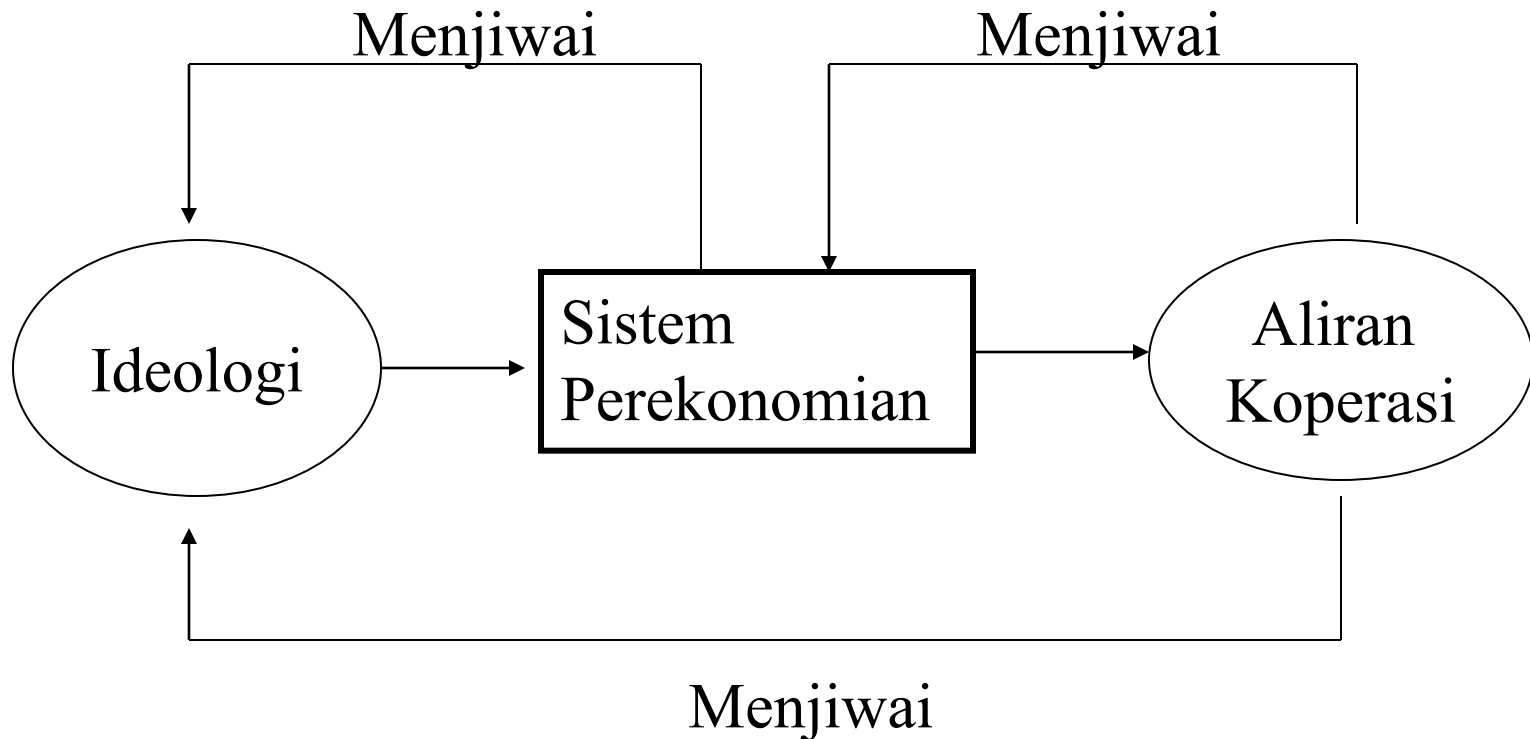 Menjiwai
Menjiwai
Ideologi
Sistem
Perekonomian
Aliran
Koperasi
Menjiwai